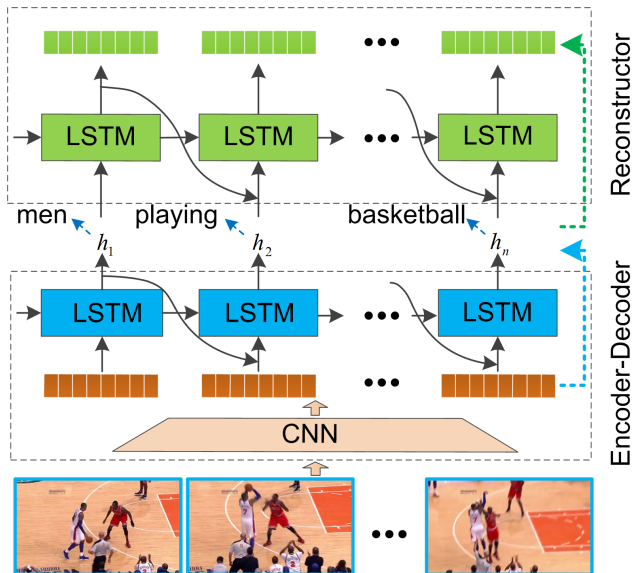 Reconstructor
LSTM LSTM ••• LSTM
men playing basketball
h1 h2 hn
Encoder-Decoder
LSTM LSTM ••• LSTM
CNN